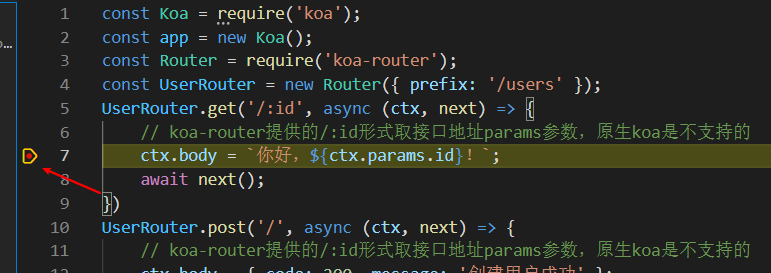 1 const Koa = require('koa');
2 const app = new Koa();
3 const Router = require('koa-router');
4 const UserRouter = new Router({ prefix: '/users' });
5 UserRouter.get('/:id', async (ctx, next) => {
6 // koa-router提供的/:id形式取接口地址params参数，原生koa是不支持的
7 ctx.body = `你好，${ctx.params.id}！`;
8 await next();
9 })
10 UserRouter.post('/', async (ctx, next) => {
11 // koa-router提供的/:id形式取接口地址params参数，原生koa是不支持的